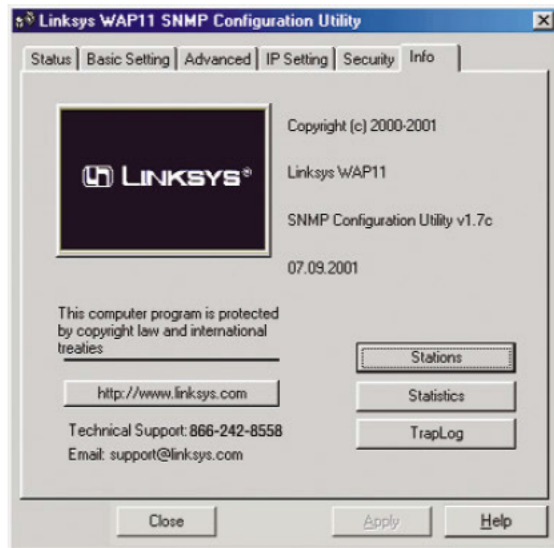 Linksys WAP11 SNMP Configuration Utility
Status Basic Setting Advanced IP Setting Security Info
LINKSYS®
Copyright (c) 2000-2001
Linksys WAP11
SNMP Configuration Utility v1.7c
07.09.2001
This computer program is protected
by copyright law and international
treaties
http://www.linksys.com
Technical Support: 866-242-8558
Email: support@linksys.com
Stations
Statistics
TrapLog
Close Apply Help